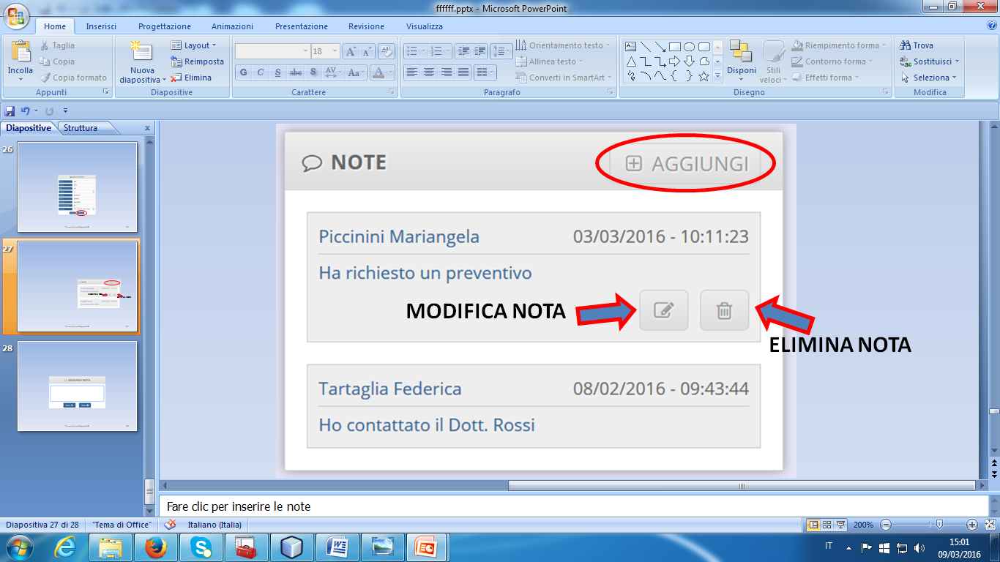 ffffff.pptx - Microsoft PowerPoint
Home Inserisci Progettazione Animazioni Presentazione Revisione Visualizza
Incolla
Taglia
Copia
Copia formato
Appunti
Nuova
diapositiva
Layout
Reimposta
Elimina
Diapositive
18
G C S abc S AV Aa A
Carattere
Orientamento testo
Allinea testo
Converti in SmartArt
Paragrafo
Disponi
Stili
veloci
Riempimento forma
Contorno forma
Effetti forma
Disegno
Trova
Sostituisci
Seleziona
Modifica
Diapositive Struttura x
26
27
28
NOTE
AGGIUNGI
Piccinini Mariangela 03/03/2016 - 10:11:23
Ha richiesto un preventivo
MODIFICA NOTA
ELIMINA NOTA
Tartaglia Federica 08/02/2016 - 09:43:44
Ho contattato il Dott. Rossi
AGGIUNGI NOTA
Fare clic per inserire le note
Diapositiva 27 di 28 "Tema di Office" Italiano (Italia) 200%
IT 15:01
09/03/2016